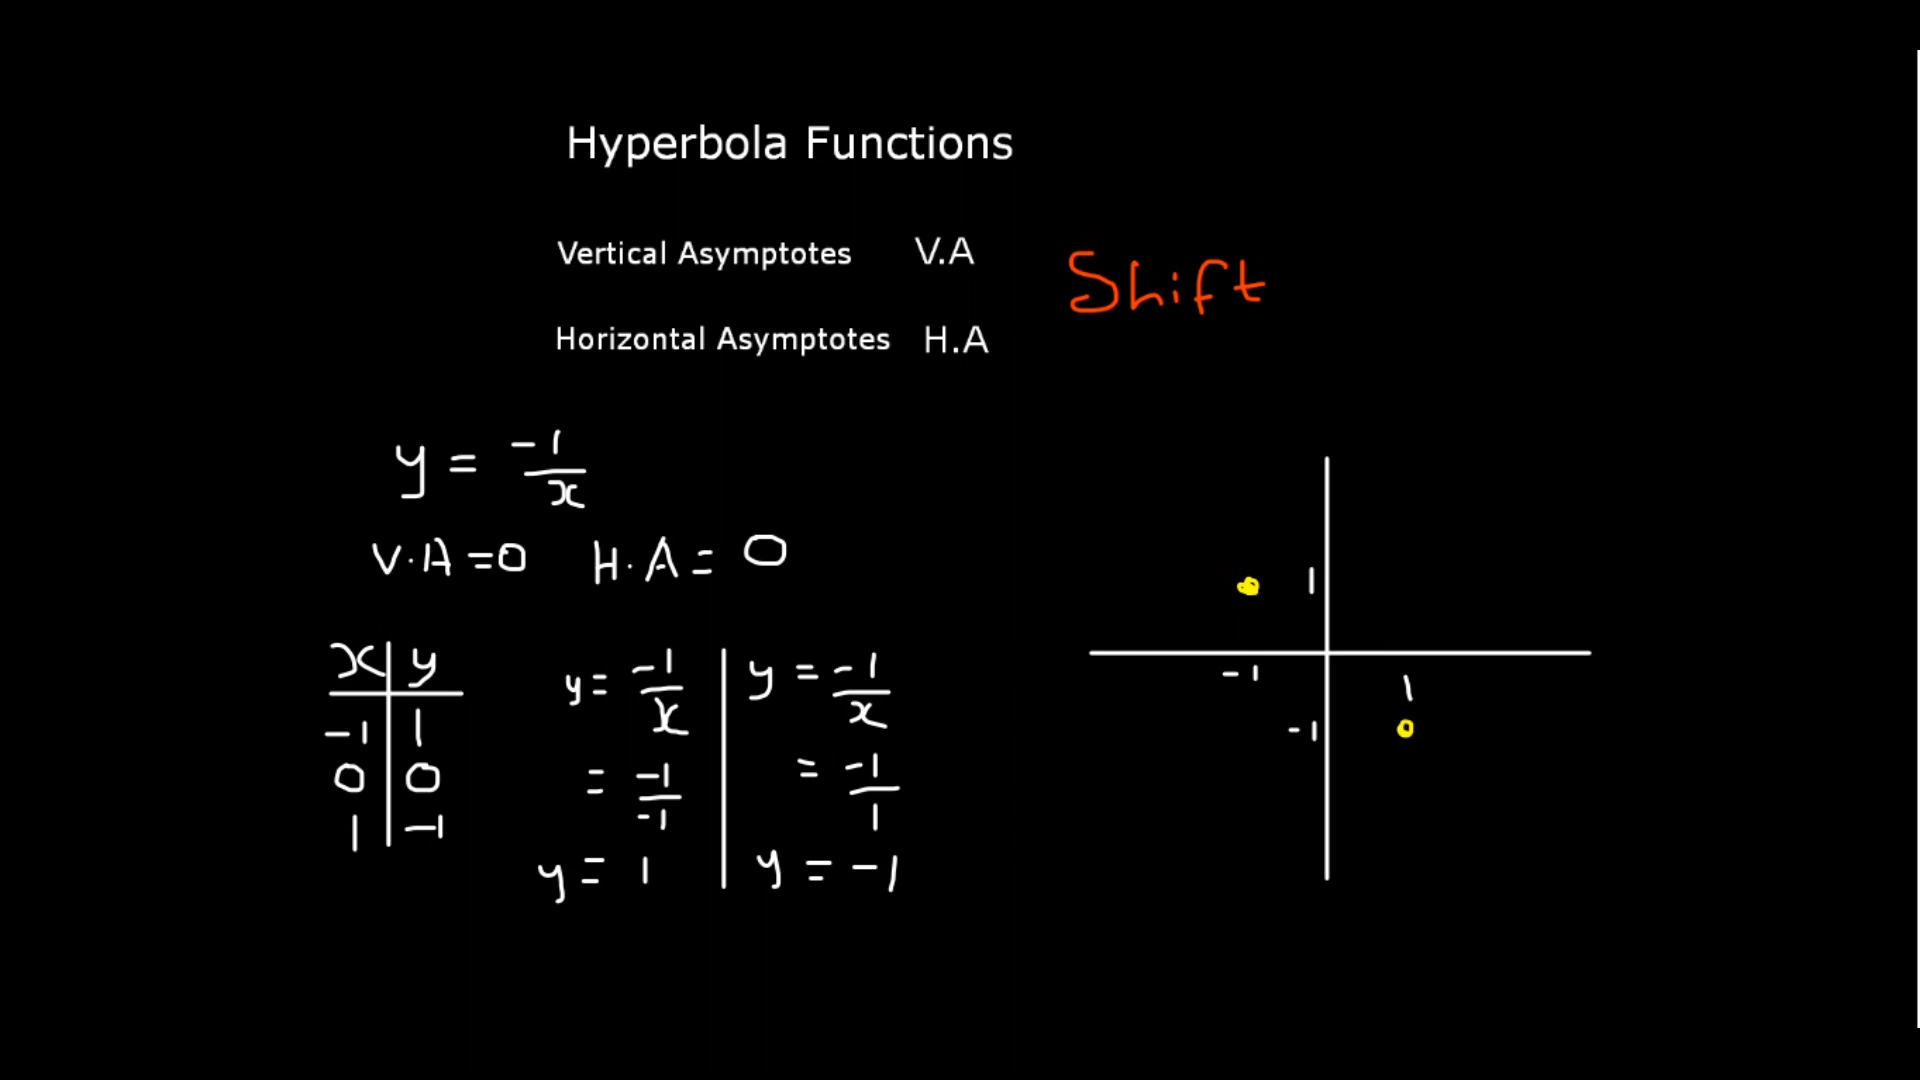 Hyperbola Functions
Vertical Asymptotes V.A
Shift
Horizontal Asymptotes H.A
y = -1/x
V.A = 0 H.A = 0
x | y
-1 | 1
0 | 0
1 | -1
y = -1/x
= -1/-1
y = 1
y = -1/x
= -1/1
y = -1
1
-1 1
-1